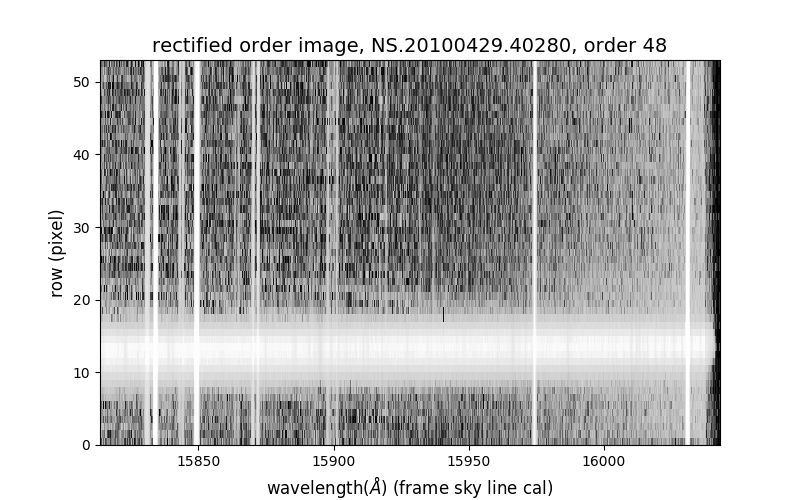 rectified order image, NS.20100429.40280, order 48
50
40
30
20
10
0
row (pixel)
15850 15900 15950 16000
wavelength(Å) (frame sky line cal)